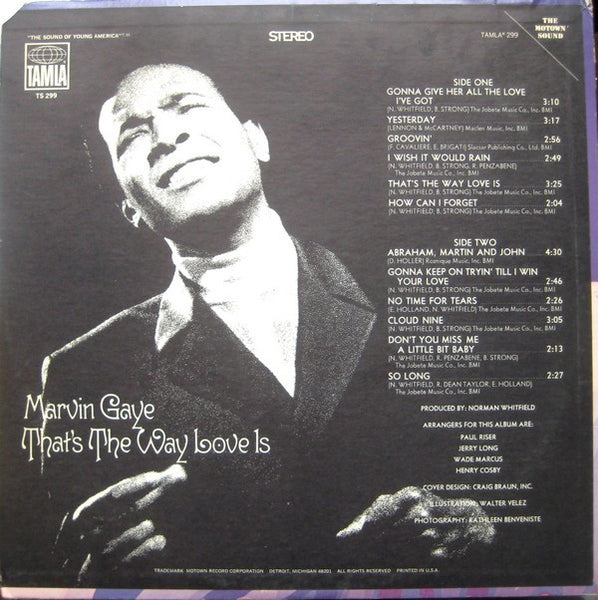 "THE SOUND OF YOUNG AMERICA"
STEREO
TAMLA® 299
THE
MOTOWN
SOUND
TAMLA
TS 299
SIDE ONE
GONNA GIVE HER ALL THE LOVE
I'VE GOT 3:10
(N. WHITFIELD, B. STRONG) The Jobete Music Co., Inc. BMI
YESTERDAY 3:17
(LENNON & McCARTNEY) Maclen Music, Inc. BMI
GROOVIN' 2:56
(F. CAVALIERE, E. BRIGATI) Slacsar Publishing Co., Ltd. BMI
I WISH IT WOULD RAIN 2:49
(N. WHITFIELD, B. STRONG, R. PENZABENE)
The Jobete Music Co., Inc. BMI
THAT'S THE WAY LOVE IS 3:25
(N. WHITFIELD, B. STRONG) The Jobete Music Co., Inc. BMI
HOW CAN I FORGET 2:04
(N. WHITFIELD, B. STRONG) The Jobete Music Co., Inc. BMI
SIDE TWO
ABRAHAM, MARTIN AND JOHN 4:30
(D. HOLLER) Roznique Music, Inc. BMI
GONNA KEEP ON TRYIN' TILL I WIN
YOUR LOVE 2:46
(N. WHITFIELD, B. STRONG) The Jobete Music Co., Inc. BMI
NO TIME FOR TEARS 2:26
(E. HOLLAND, N. WHITFIELD) The Jobete Music Co., Inc. BMI
CLOUD NINE 3:05
(N. WHITFIELD, B. STRONG) The Jobete Music Co., Inc. BMI
DON'T YOU MISS ME
A LITTLE BIT BABY 2:13
(N. WHITFIELD, R. PENZABENE, B. STRONG)
The Jobete Music Co., Inc. BMI
SO LONG 2:27
(N. WHITFIELD, R. DEAN TAYLOR, E. HOLLAND)
The Jobete Music Co., Inc. BMI
Marvin Gaye
That's The Way Love Is
PRODUCED BY: NORMAN WHITFIELD
ARRANGERS FOR THIS ALBUM ARE:
PAUL RISER
JERRY LONG
WADE MARCUS
HENRY COSBY
COVER DESIGN: CRAIG BRAUN, INC.
ILLUSTRATION: WALTER VELEZ
PHOTOGRAPHY: KATHLEEN BENVENISTE
TRADEMARK MOTOWN RECORD CORPORATION DETROIT, MICHIGAN 48201 ALL RIGHTS RESERVED PRINTED IN U.S.A.